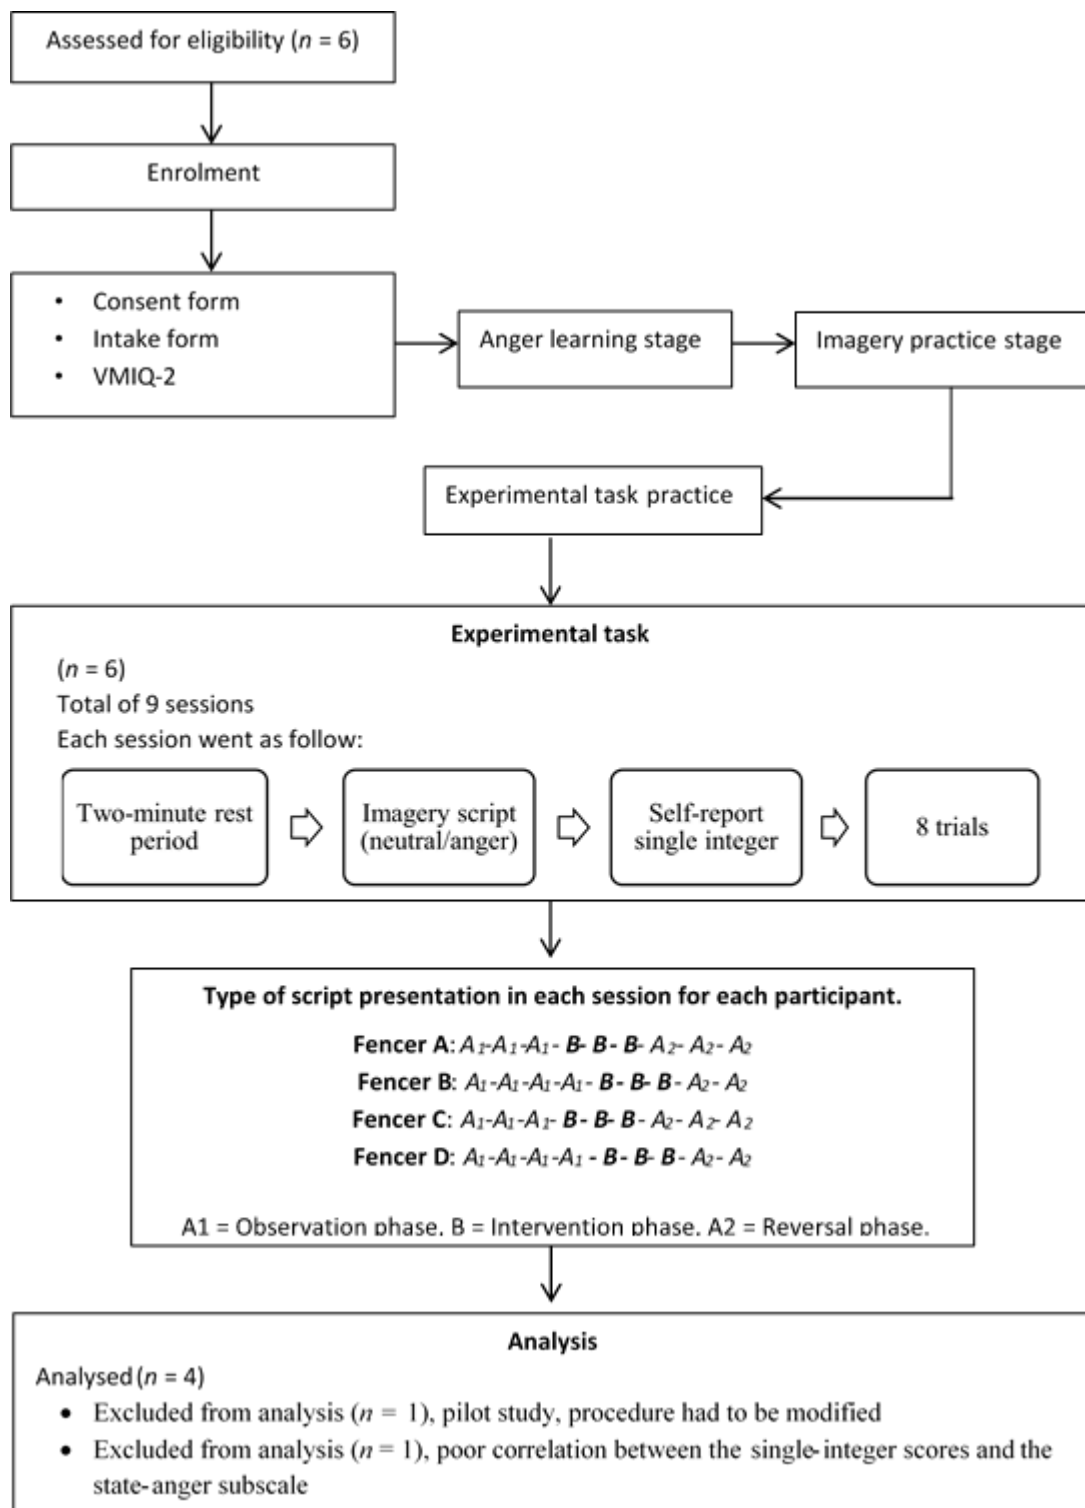 Assessed for eligibility (n = 6)
Enrolment
• Consent form
• Intake form
• VMIQ-2
Anger learning stage
Imagery practice stage
Experimental task practice
Experimental task
(n = 6)
Total of 9 sessions
Each session went as follow:
Two-minute rest
period
Imagery script
(neutral/anger)
Self-report
single integer
8 trials
Type of script presentation in each session for each participant.
Fencer A: A1-A1-A1- B- B- B- A2- A2- A2
Fencer B: A1-A1-A1-A1- B- B- B- A2- A2
Fencer C: A1-A1-A1- B- B- B- A2- A2- A2
Fencer D: A1-A1-A1-A1 - B- B- B- A2- A2
A1 = Observation phase. B = Intervention phase. A2 = Reversal phase.
Analysis
Analysed (n = 4)
• Excluded from analysis (n = 1), pilot study, procedure had to be modified
• Excluded from analysis (n = 1), poor correlation between the single-integer scores and the
state-anger subscale